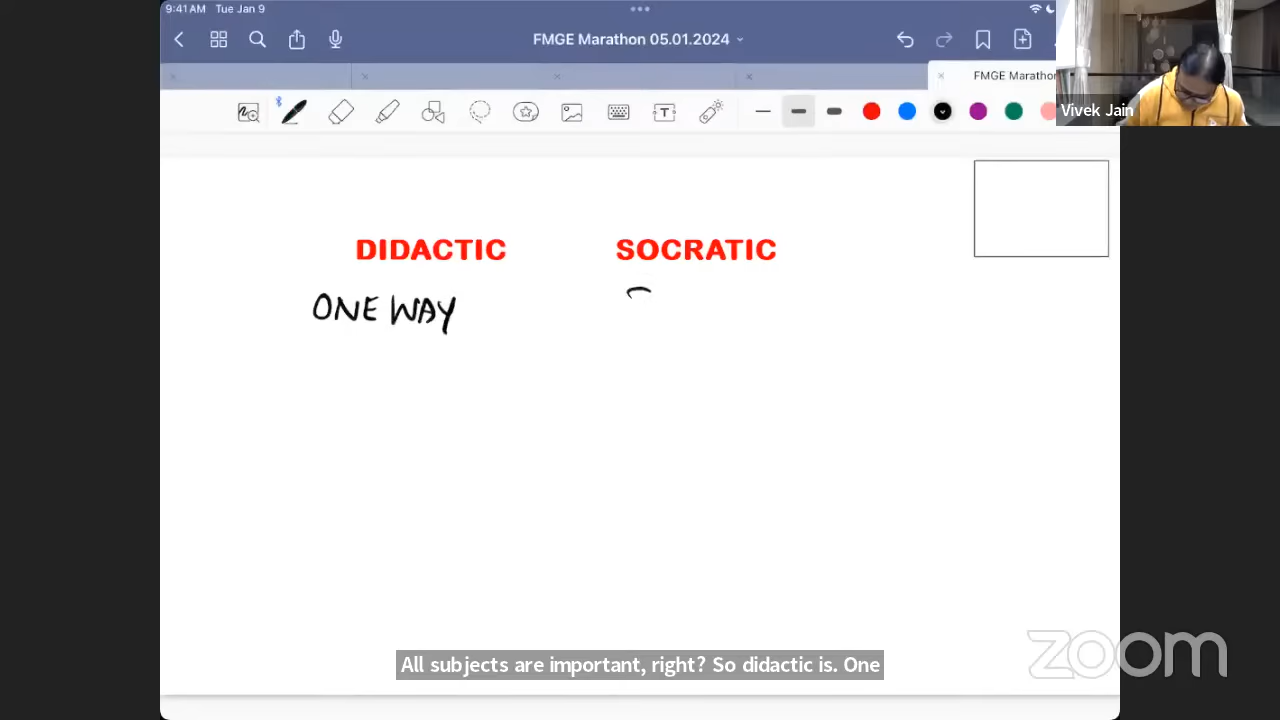 9:41 AM Tue Jan 9
FMGE Marathon 05.01.2024
FMGE Marathon
T
Vivek Jain
DIDACTIC SOCRATIC
ONE WAY
All subjects are important, right? So didactic is. One
zoom